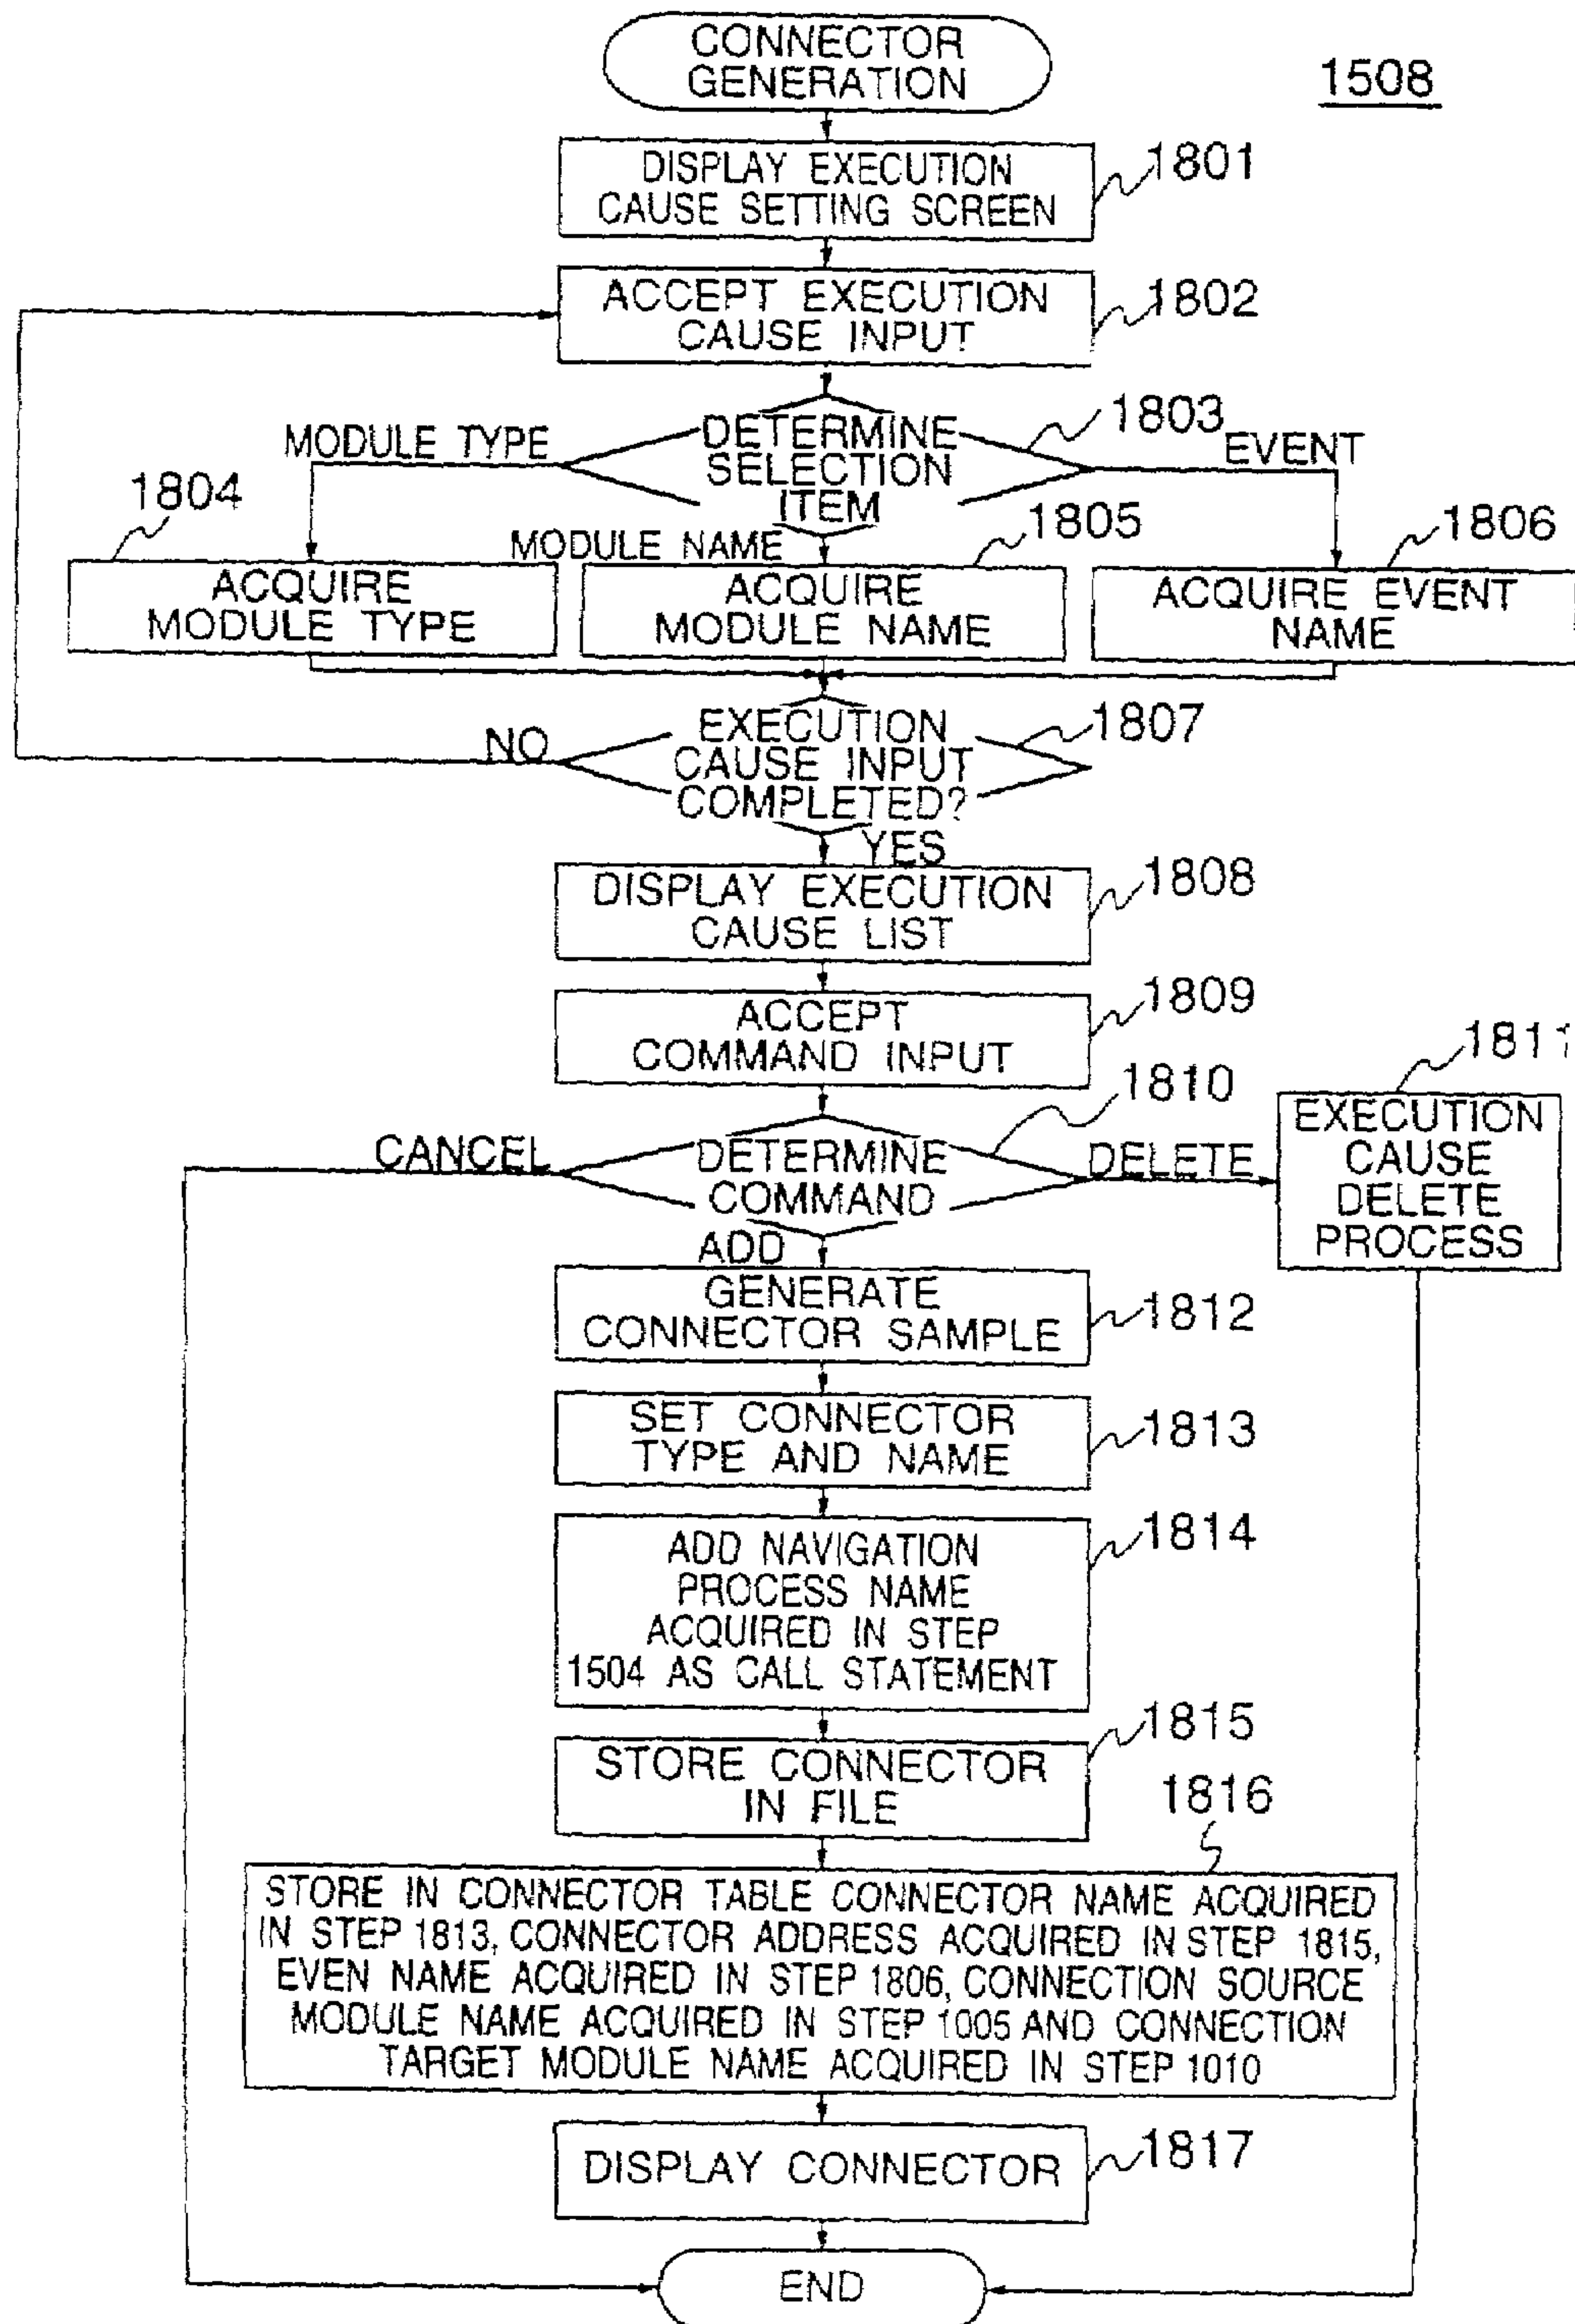 CONNECTOR
GENERATION
1508
DISPLAY EXECUTION
CAUSE SETTING SCREEN
1801
ACCEPT EXECUTION
CAUSE INPUT
1802
DETERMINE
SELECTION
ITEM
1803
MODULE TYPE
EVENT
1804
MODULE NAME
1805
1806
ACQUIRE
MODULE TYPE
ACQUIRE
MODULE NAME
ACQUIRE EVENT
NAME
EXECUTION
CAUSE INPUT
COMPLETED?
1807
NO
YES
DISPLAY EXECUTION
CAUSE LIST
1808
ACCEPT
COMMAND INPUT
1809
1810
1811
CANCEL
DETERMINE
COMMAND
DELETE
EXECUTION
CAUSE
DELETE
PROCESS
ADD
GENERATE
CONNECTOR SAMPLE
1812
SET CONNECTOR
TYPE AND NAME
1813
ADD NAVIGATION
PROCESS NAME
ACQUIRED IN STEP
1504 AS CALL STATEMENT
1814
STORE CONNECTOR
IN FILE
1815
1816
STORE IN CONNECTOR TABLE CONNECTOR NAME ACQUIRED
IN STEP 1813, CONNECTOR ADDRESS ACQUIRED IN STEP 1815,
EVEN NAME ACQUIRED IN STEP 1806, CONNECTION SOURCE
MODULE NAME ACQUIRED IN STEP 1005 AND CONNECTION
TARGET MODULE NAME ACQUIRED IN STEP 1010
DISPLAY CONNECTOR
1817
END